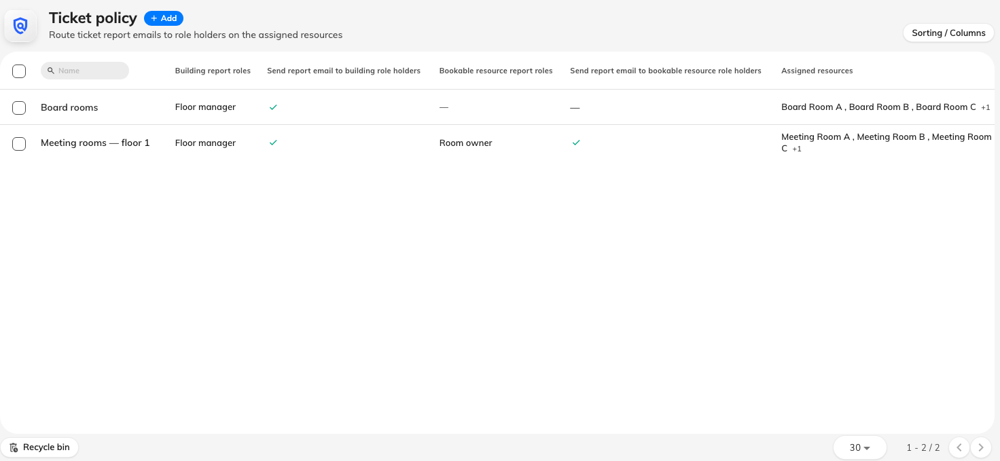 Ticket policy
+ Add
Route ticket report emails to role holders on the assigned resources
Sorting / Columns
Name
Building report roles
Send report email to building role holders
Bookable resource report roles
Send report email to bookable resource role holders
Assigned resources
Board rooms
Floor manager
—
—
Board Room A , Board Room B , Board Room C +1
Meeting rooms — floor 1
Floor manager
Room owner
Meeting Room A , Meeting Room B , Meeting Room
C +1
Recycle bin
30
1 - 2 / 2